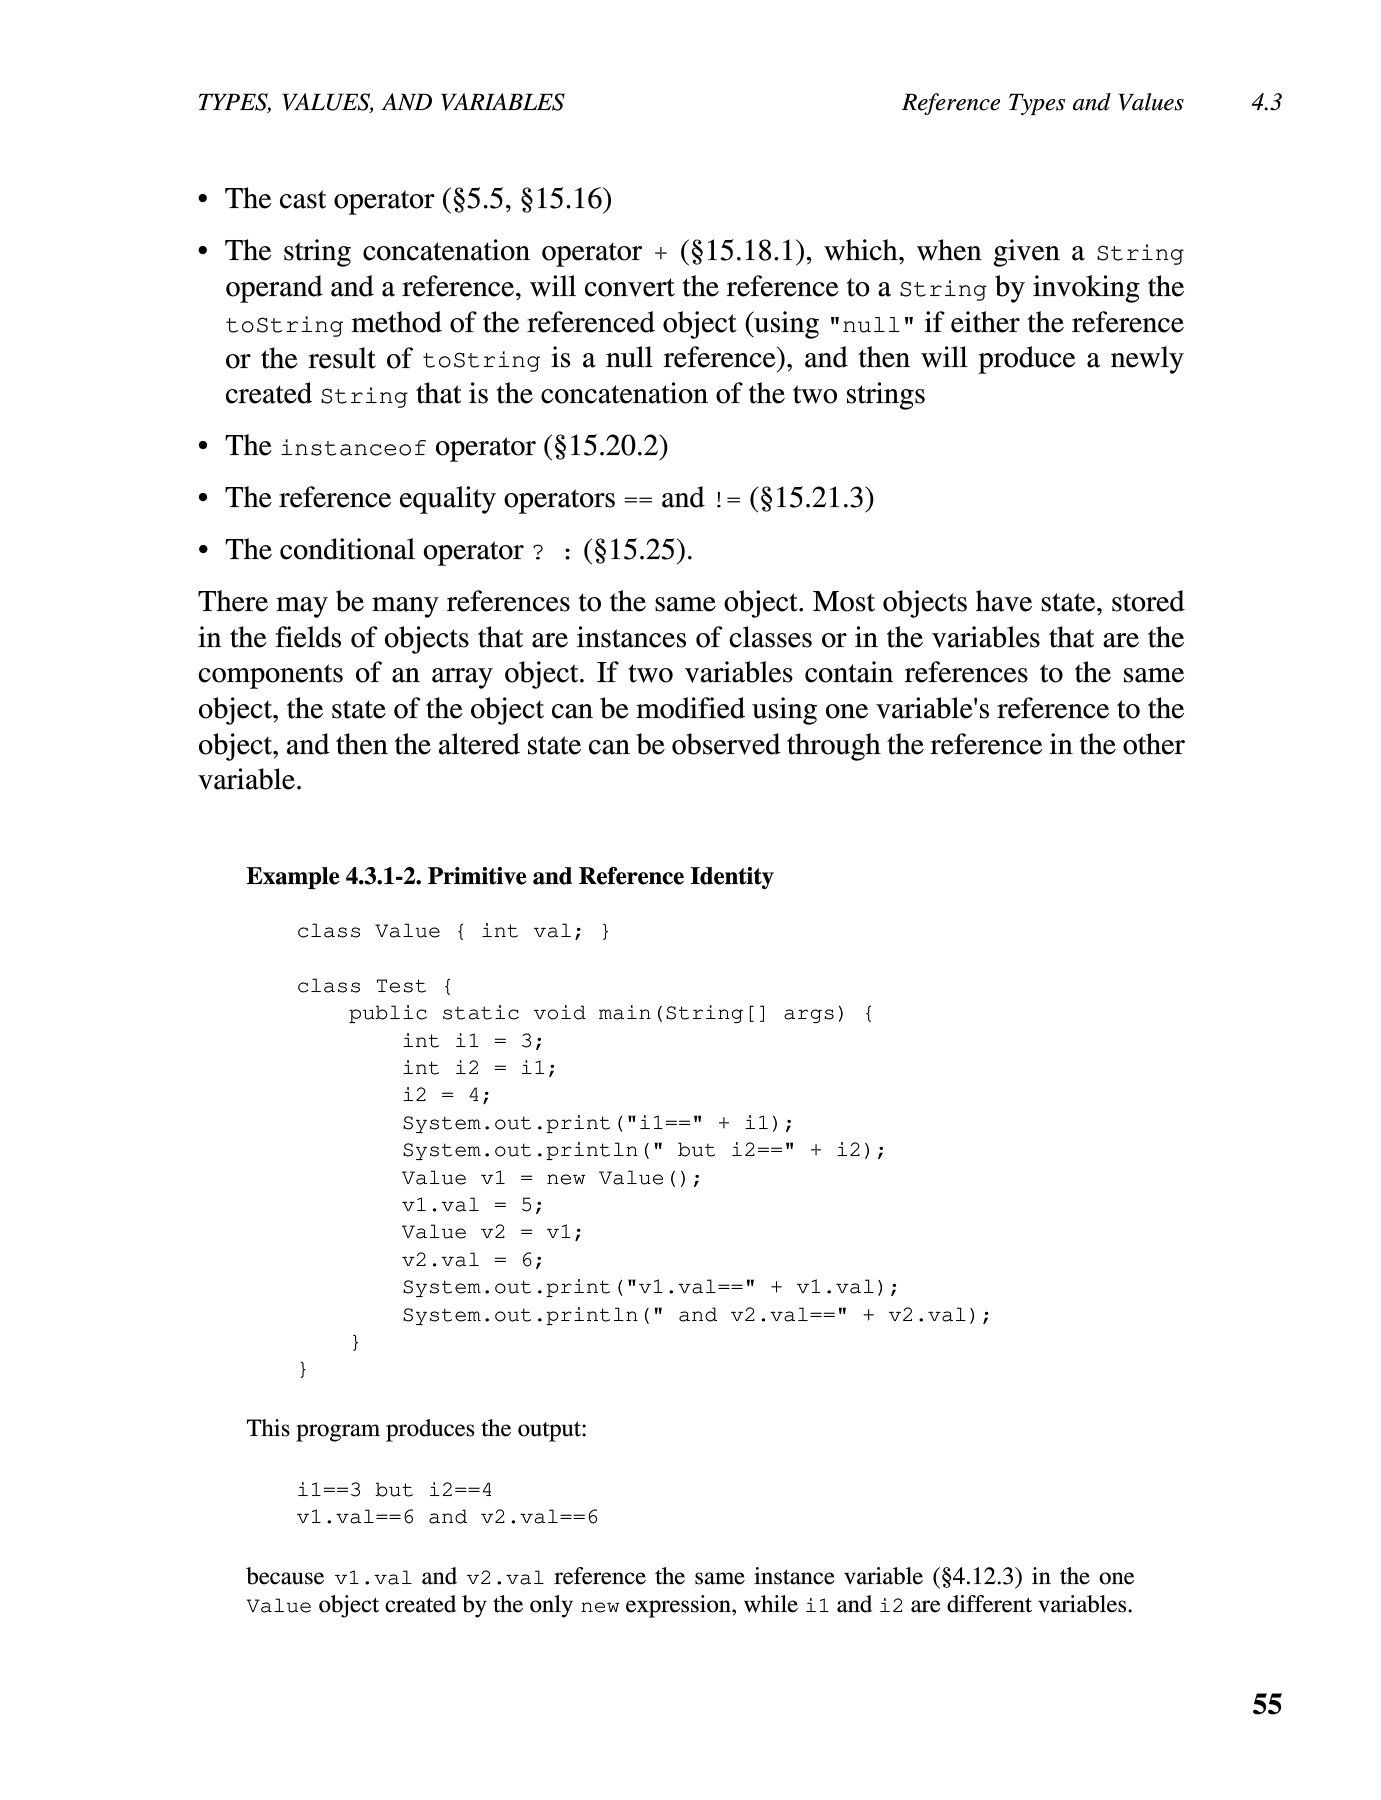 TYPES, VALUES, AND VARIABLES Reference Types and Values 4.3
• The cast operator (§5.5, §15.16)
• The string concatenation operator + (§15.18.1), which, when given a String
operand and a reference, will convert the reference to a String by invoking the
toString method of the referenced object (using "null" if either the reference
or the result of toString is a null reference), and then will produce a newly
created String that is the concatenation of the two strings
• The instanceof operator (§15.20.2)
• The reference equality operators == and != (§15.21.3)
• The conditional operator ? : (§15.25).
There may be many references to the same object. Most objects have state, stored
in the fields of objects that are instances of classes or in the variables that are the
components of an array object. If two variables contain references to the same
object, the state of the object can be modified using one variable's reference to the
object, and then the altered state can be observed through the reference in the other
variable.
Example 4.3.1-2. Primitive and Reference Identity
class Value { int val; }
class Test {
    public static void main(String[] args) {
        int i1 = 3;
        int i2 = i1;
        i2 = 4;
        System.out.print("i1==" + i1);
        System.out.println(" but i2==" + i2);
        Value v1 = new Value();
        v1.val = 5;
        Value v2 = v1;
        v2.val = 6;
        System.out.print("v1.val==" + v1.val);
        System.out.println(" and v2.val==" + v2.val);
    }
}
This program produces the output:
i1==3 but i2==4
v1.val==6 and v2.val==6
because v1.val and v2.val reference the same instance variable (§4.12.3) in the one
Value object created by the only new expression, while i1 and i2 are different variables.
55